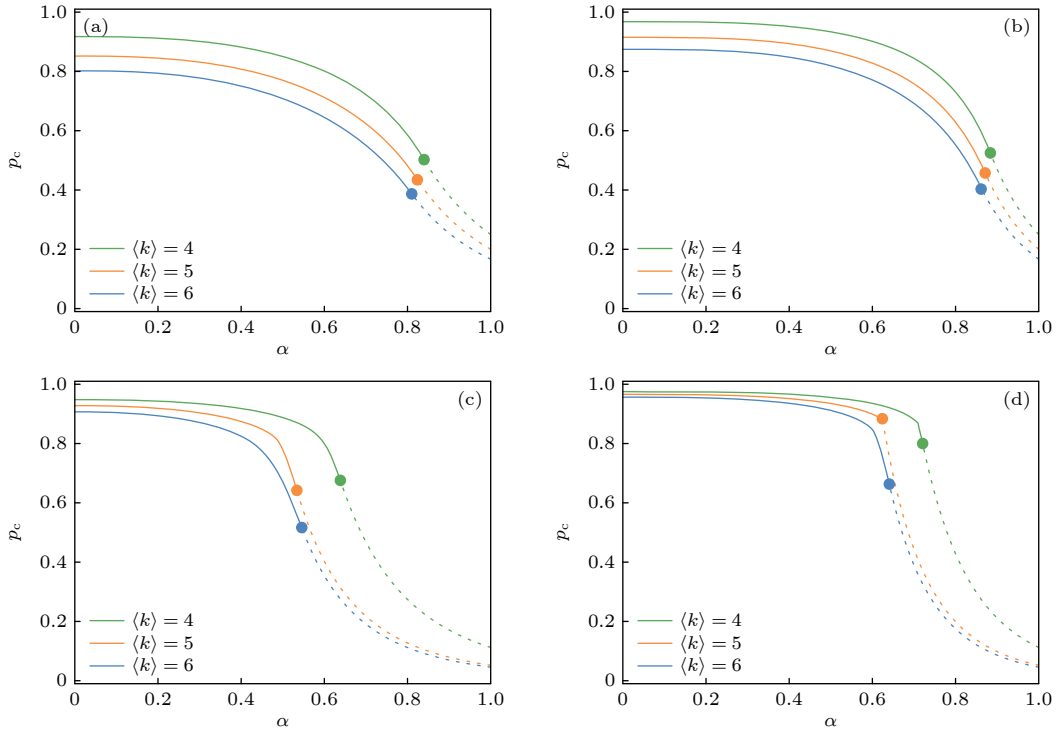 (a)
1.0
0.8
0.6
0.4
0.2
0
pc
⟨k⟩ = 4
⟨k⟩ = 5
⟨k⟩ = 6
0 0.2 0.4 0.6 0.8 1.0
α
(b)
1.0
0.8
0.6
0.4
0.2
0
pc
⟨k⟩ = 4
⟨k⟩ = 5
⟨k⟩ = 6
0 0.2 0.4 0.6 0.8 1.0
α
(c)
1.0
0.8
0.6
0.4
0.2
0
pc
⟨k⟩ = 4
⟨k⟩ = 5
⟨k⟩ = 6
0 0.2 0.4 0.6 0.8 1.0
α
(d)
1.0
0.8
0.6
0.4
0.2
0
pc
⟨k⟩ = 4
⟨k⟩ = 5
⟨k⟩ = 6
0 0.2 0.4 0.6 0.8 1.0
α